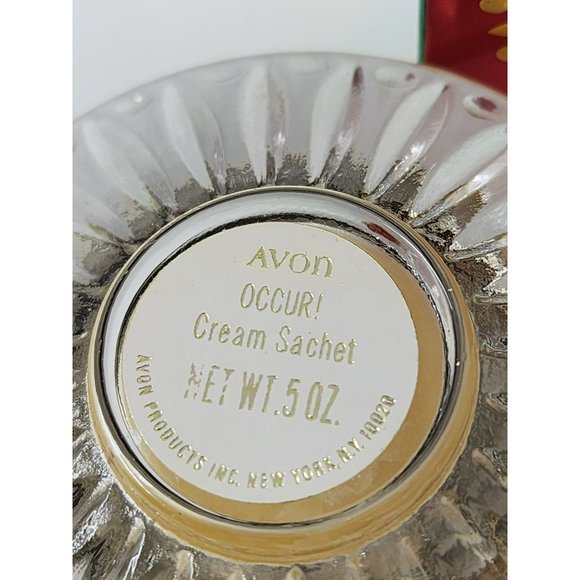 AVON
OCCUR!
Cream Sachet
NET WT. 5 OZ.
AVON PRODUCTS INC. NEW YORK, N.Y. 10020